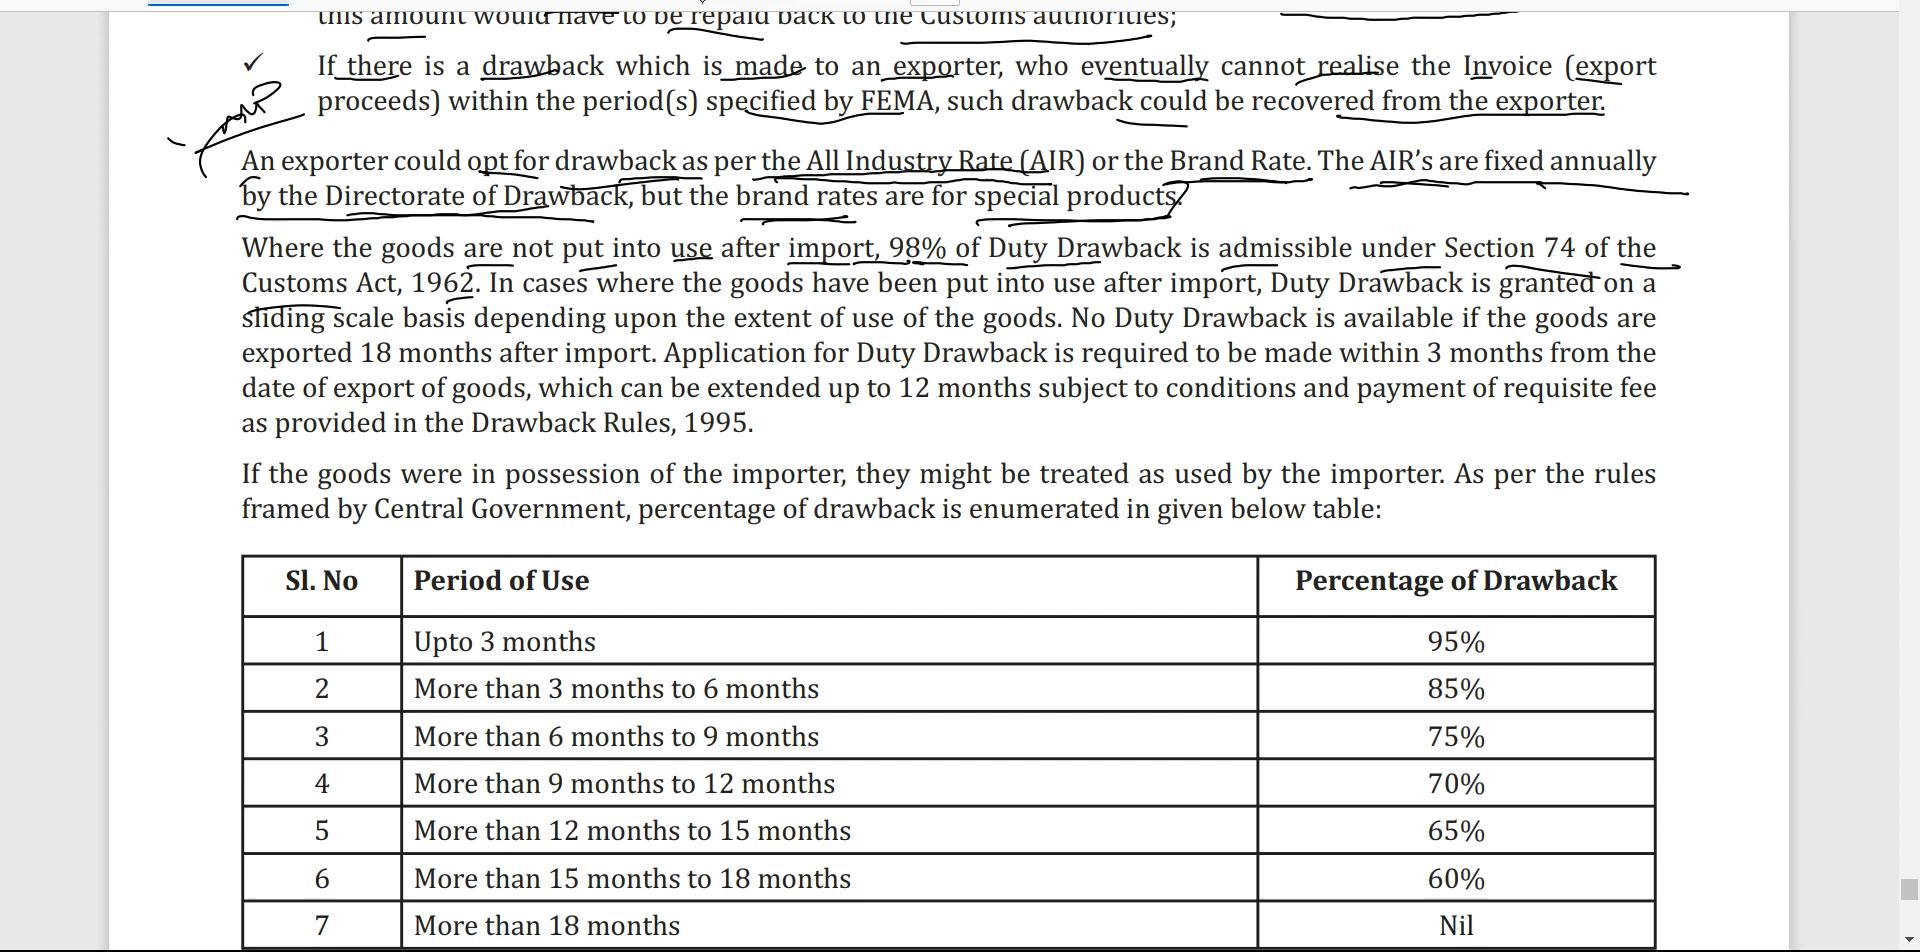 this amount would have to be repaid back to the Customs authorities;
✓ If there is a drawback which is made to an exporter, who eventually cannot realise the Invoice (export
proceeds) within the period(s) specified by FEMA, such drawback could be recovered from the exporter.
An exporter could opt for drawback as per the All Industry Rate (AIR) or the Brand Rate. The AIR's are fixed annually
by the Directorate of Drawback, but the brand rates are for special products.
Where the goods are not put into use after import, 98% of Duty Drawback is admissible under Section 74 of the
Customs Act, 1962. In cases where the goods have been put into use after import, Duty Drawback is granted on a
sliding scale basis depending upon the extent of use of the goods. No Duty Drawback is available if the goods are
exported 18 months after import. Application for Duty Drawback is required to be made within 3 months from the
date of export of goods, which can be extended up to 12 months subject to conditions and payment of requisite fee
as provided in the Drawback Rules, 1995.
If the goods were in possession of the importer, they might be treated as used by the importer. As per the rules
framed by Central Government, percentage of drawback is enumerated in given below table:
Sl. No Period of Use Percentage of Drawback
1 Upto 3 months 95%
2 More than 3 months to 6 months 85%
3 More than 6 months to 9 months 75%
4 More than 9 months to 12 months 70%
5 More than 12 months to 15 months 65%
6 More than 15 months to 18 months 60%
7 More than 18 months Nil